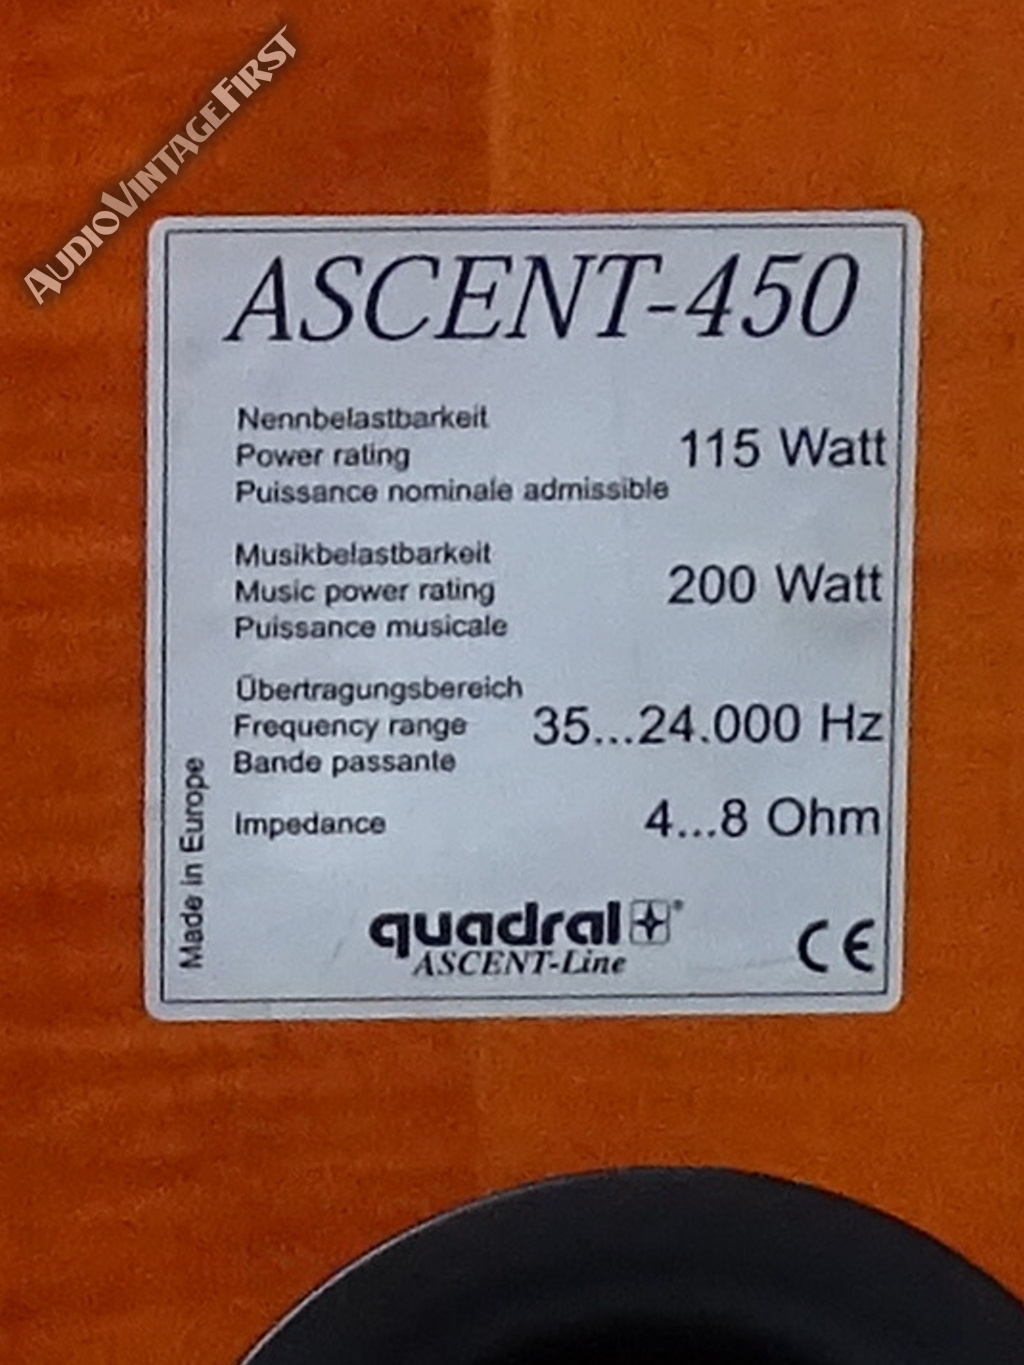 AUDIOVINTAGEFIRST
ASCENT-450
Nennbelastbarkeit
Power rating 115 Watt
Puissance nominale admissible
Musikbelastbarkeit
Music power rating 200 Watt
Puissance musicale
Übertragungsbereich
Frequency range 35...24.000 Hz
Bande passante
Impedance 4...8 Ohm
Made in Europe
quadral®
ASCENT-Line
CE